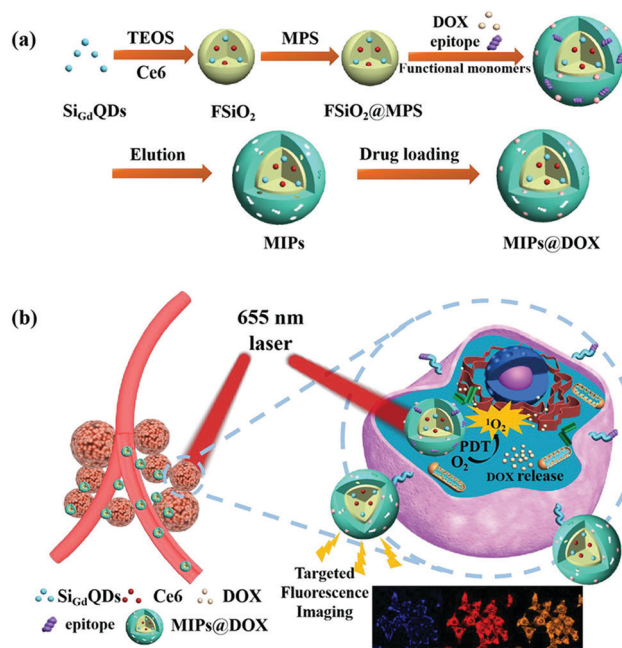 (a)
TEOS
Ce6
MPS
DOX
epitope
Functional monomers
SiGdQDs
FSiO2
FSiO2@MPS
Elution
Drug loading
MIPs
MIPs@DOX
(b)
655 nm
laser
1O2
PDT
O2
DOX release
Targeted
Fluorescence
Imaging
SiGdQDs Ce6 DOX
epitope MIPs@DOX